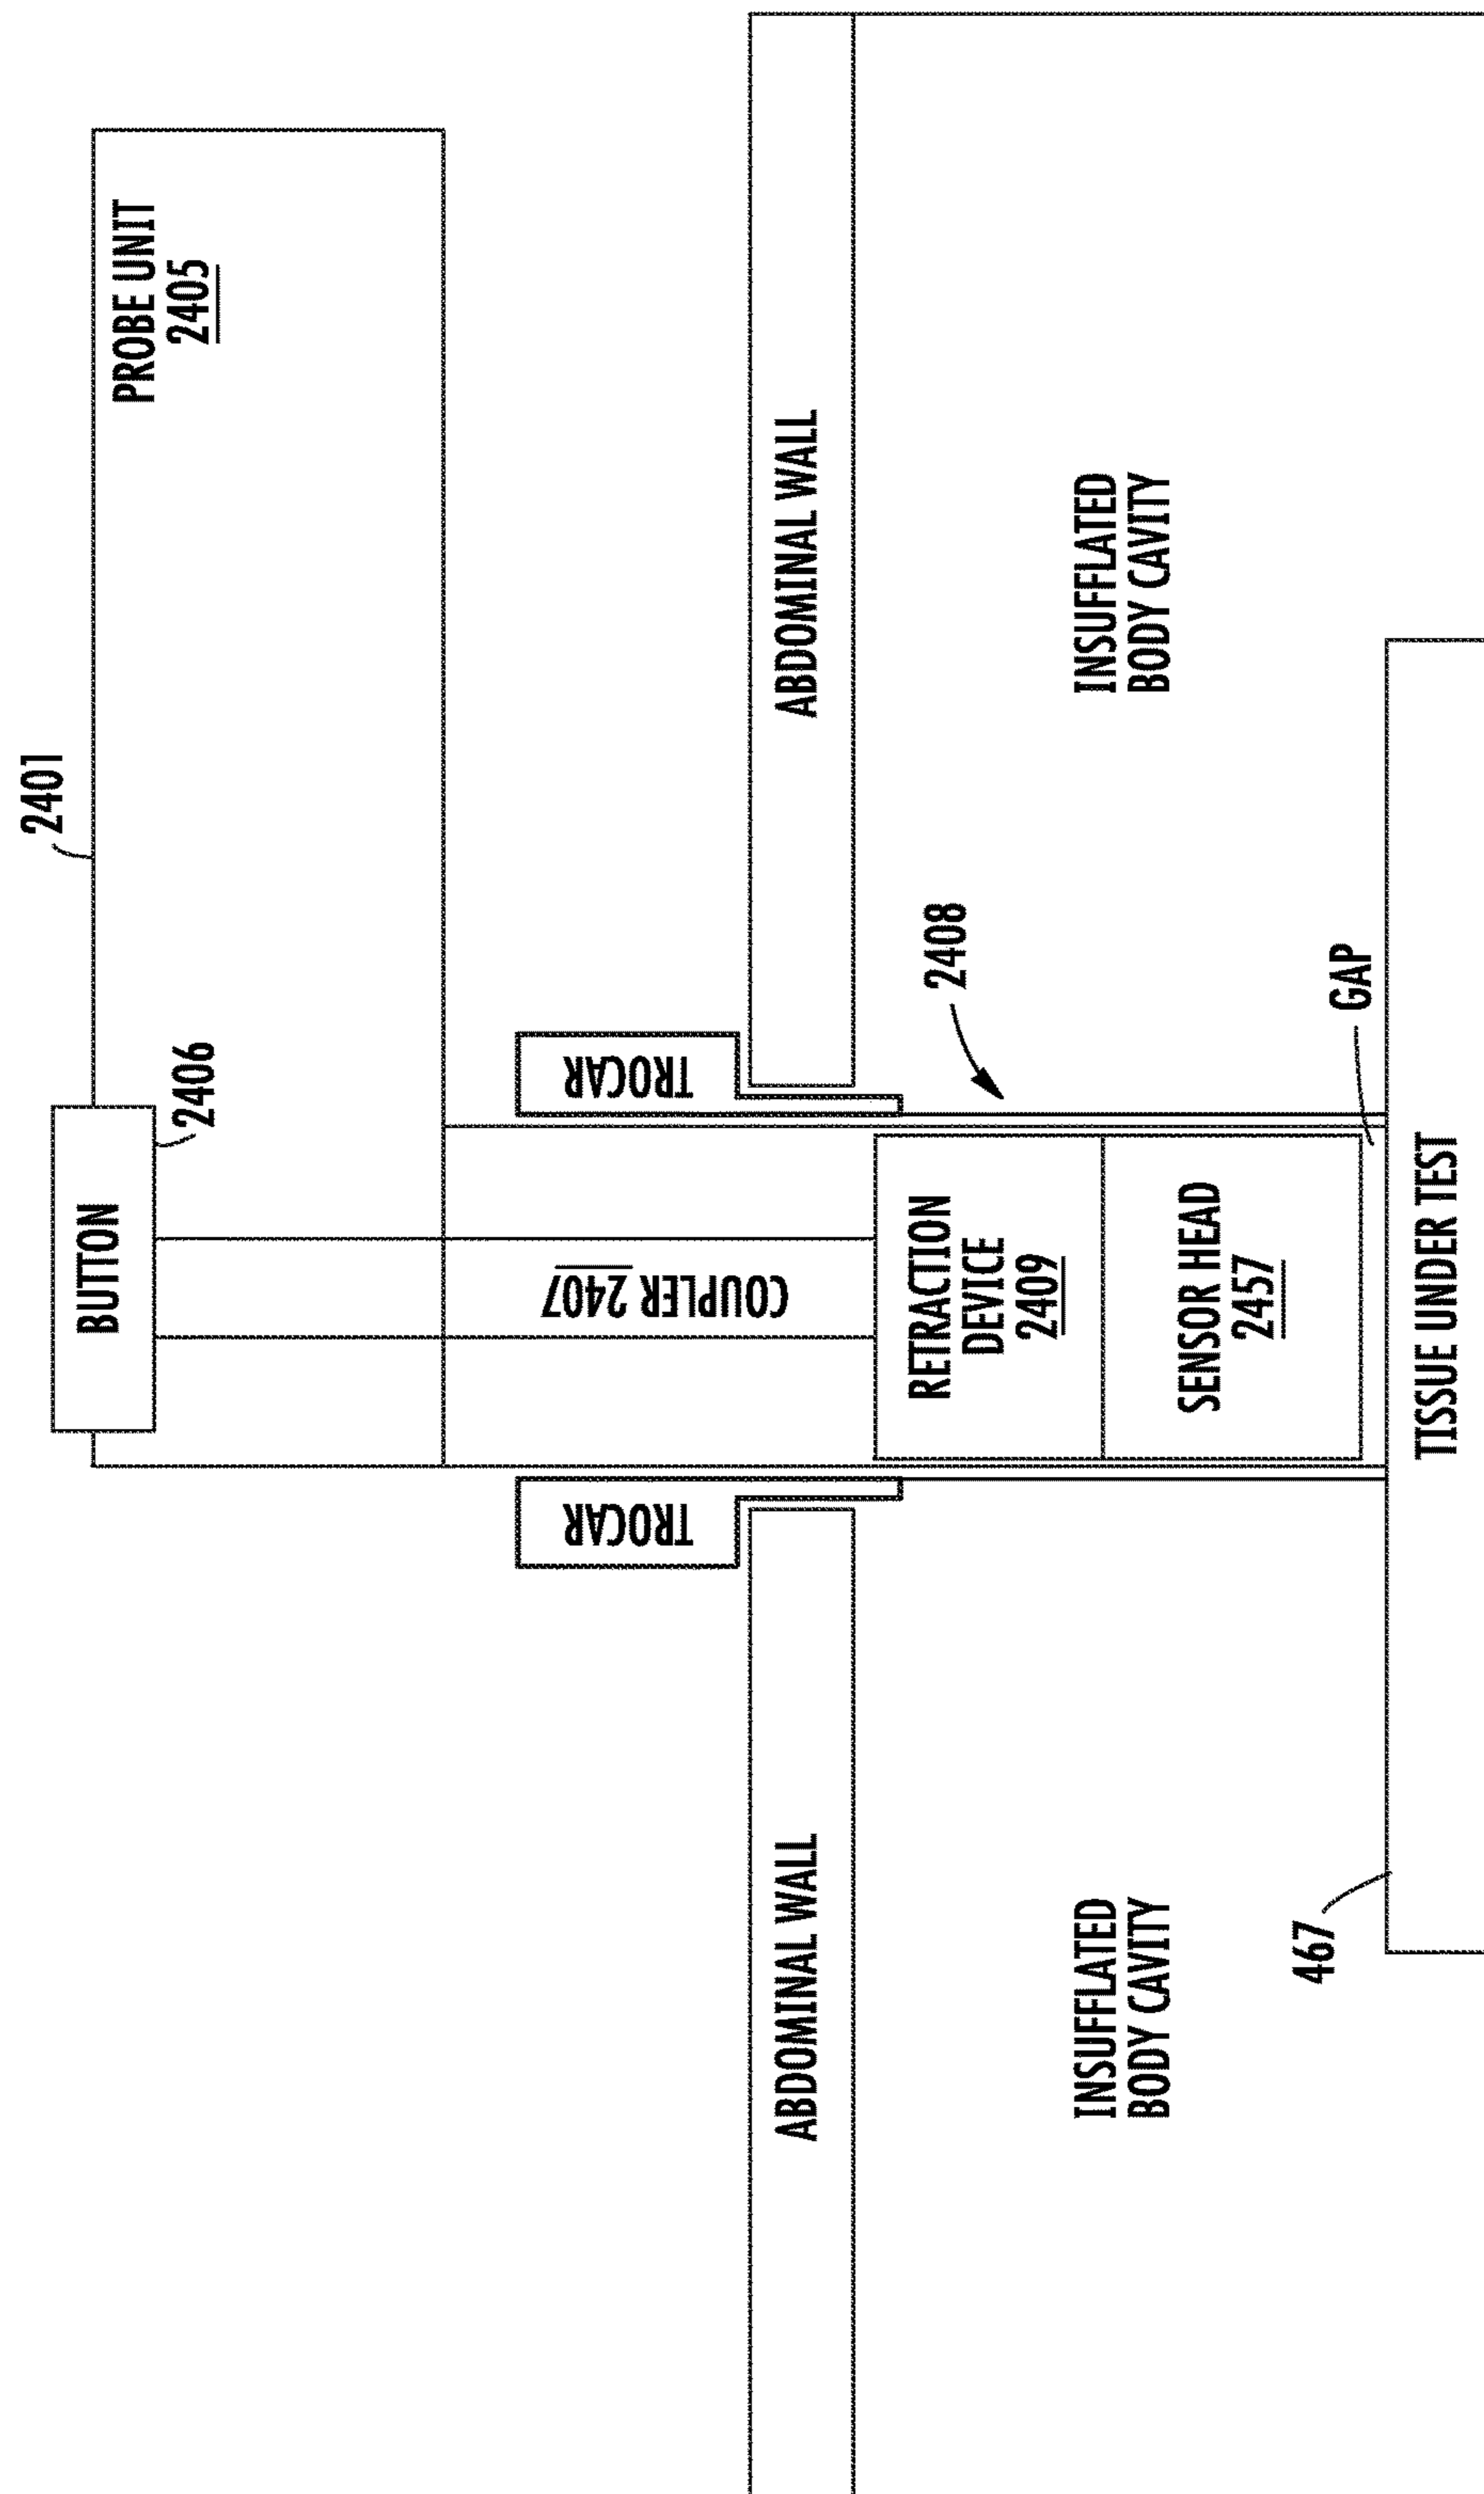 2401
PROBE UNIT
2405
BUTTON
2406
TROCAR
TROCAR
COUPLER 2407
ABDOMINAL WALL
ABDOMINAL WALL
2408
RETRACTION
DEVICE
2409
SENSOR HEAD
2457
INSUFFLATED
BODY CAVITY
INSUFFLATED
BODY CAVITY
GAP
467
TISSUE UNDER TEST